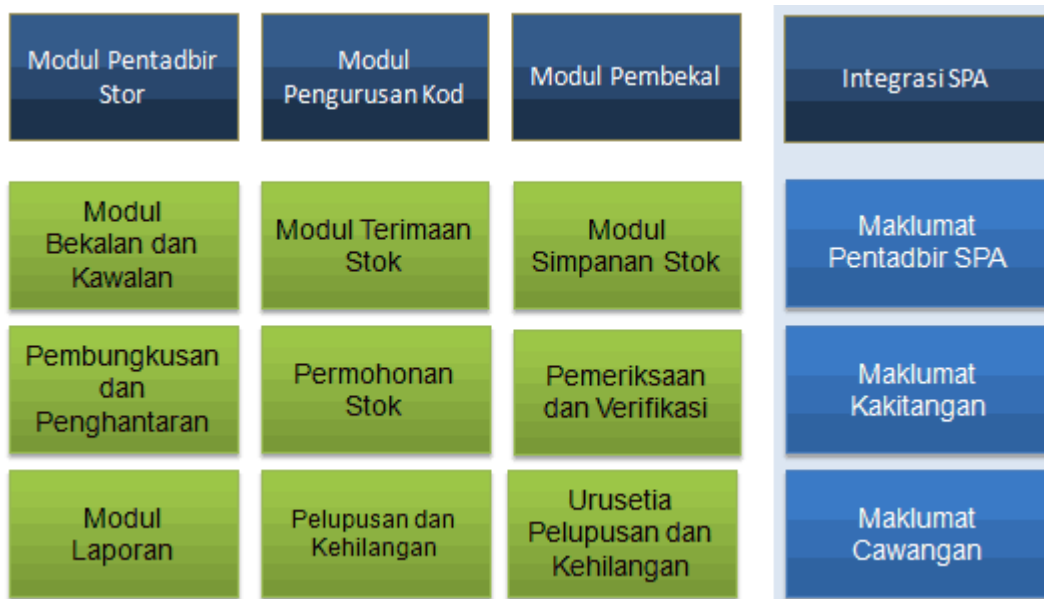 Modul Pentadbir
Stor
Modul
Pengurusan Kod
Modul Pembekal
Integrasi SPA
Modul
Bekalan dan
Kawalan
Modul Terimaan
Stok
Modul
Simpanan Stok
Maklumat
Pentadbir SPA
Pembungkusan
dan
Penghantaran
Permohonan
Stok
Pemeriksaan
dan Verifikasi
Maklumat
Kakitangan
Modul
Laporan
Pelupusan dan
Kehilangan
Urusetia
Pelupusan dan
Kehilangan
Maklumat
Cawangan